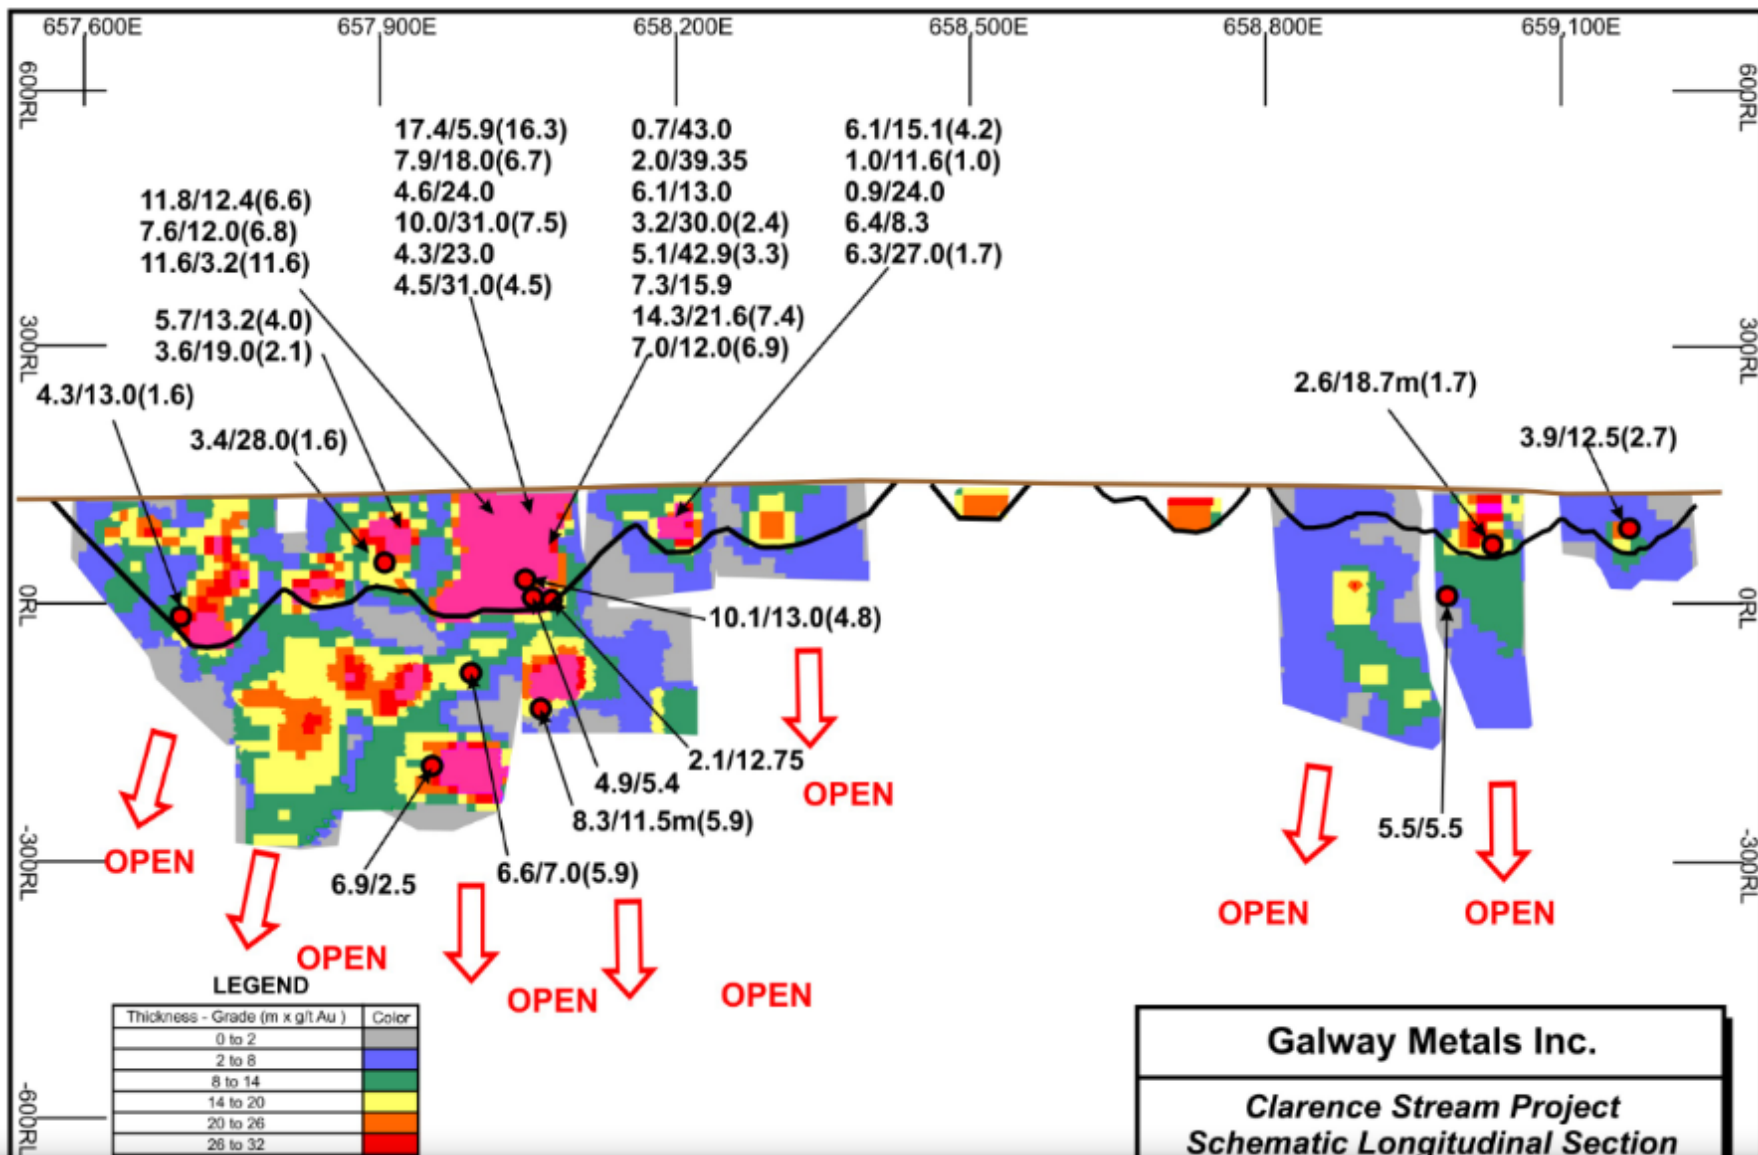 657,600E
657,900E
658,200E
658,500E
658,800E
659,100E
600RL
600RL
17.4/5.9(16.3)
7.9/18.0(6.7)
4.6/24.0
10.0/31.0(7.5)
4.3/23.0
4.5/31.0(4.5)
0.7/43.0
2.0/39.35
6.1/13.0
3.2/30.0(2.4)
5.1/42.9(3.3)
7.3/15.9
14.3/21.6(7.4)
7.0/12.0(6.9)
6.1/15.1(4.2)
1.0/11.6(1.0)
0.9/24.0
6.4/8.3
6.3/27.0(1.7)
11.8/12.4(6.6)
7.6/12.0(6.8)
11.6/3.2(11.6)
5.7/13.2(4.0)
3.6/19.0(2.1)
300RL
300RL
4.3/13.0(1.6)
3.4/28.0(1.6)
2.6/18.7m(1.7)
3.9/12.5(2.7)
0RL
0RL
10.1/13.0(4.8)
2.1/12.75
4.9/5.4
8.3/11.5m(5.9)
6.6/7.0(5.9)
6.9/2.5
5.5/5.5
-300RL
-300RL
OPEN
OPEN
OPEN
OPEN
OPEN
OPEN
OPEN
LEGEND
Thickness - Grade (m x g/t Au ) Color
0 to 2
2 to 8
8 to 14
14 to 20
20 to 26
26 to 32
-600RL
Galway Metals Inc.
Clarence Stream Project
Schematic Longitudinal Section